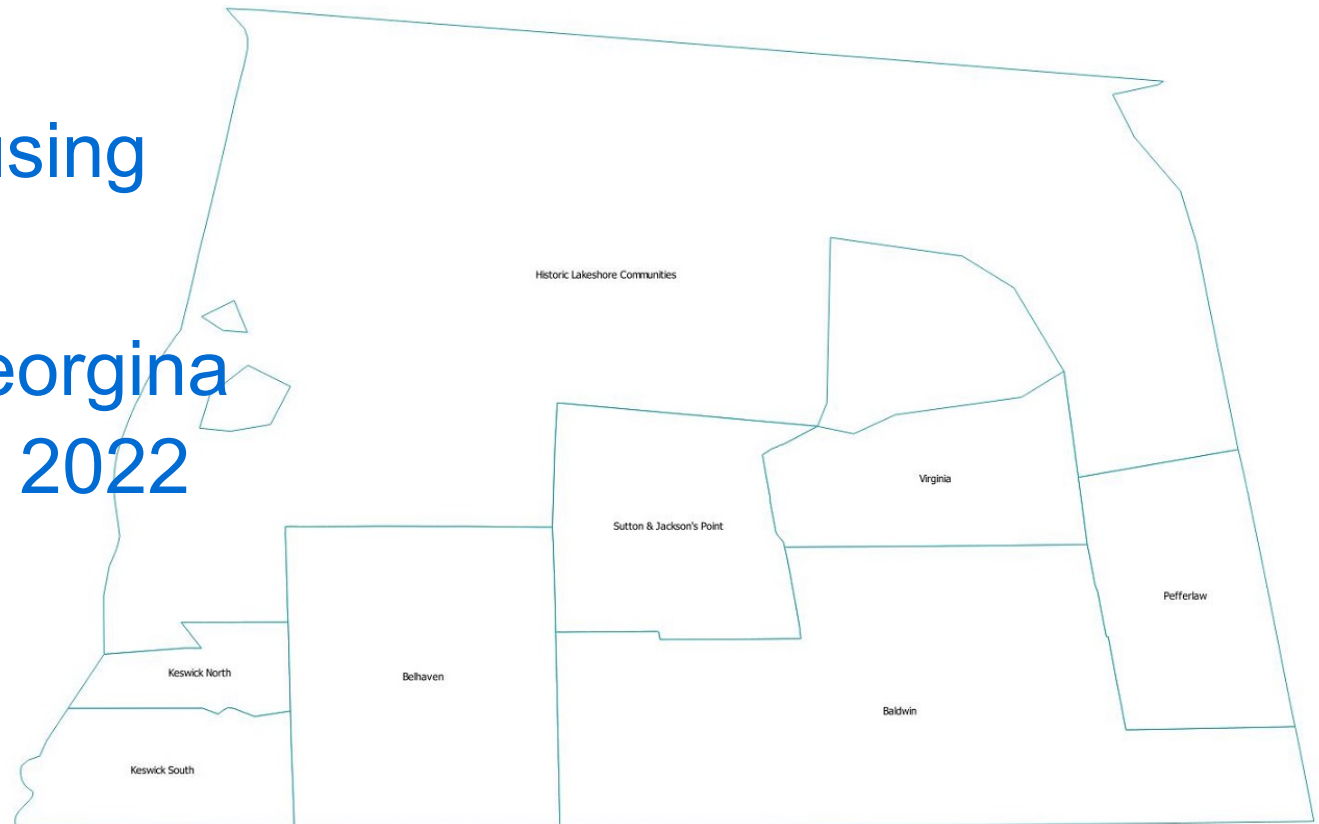 using
eorgina
2022
Historic Lakeshore Communities
Virginia
Sutton & Jackson's Point
Pefferlaw
Keswick North
Belhaven
Baldwin
Keswick South